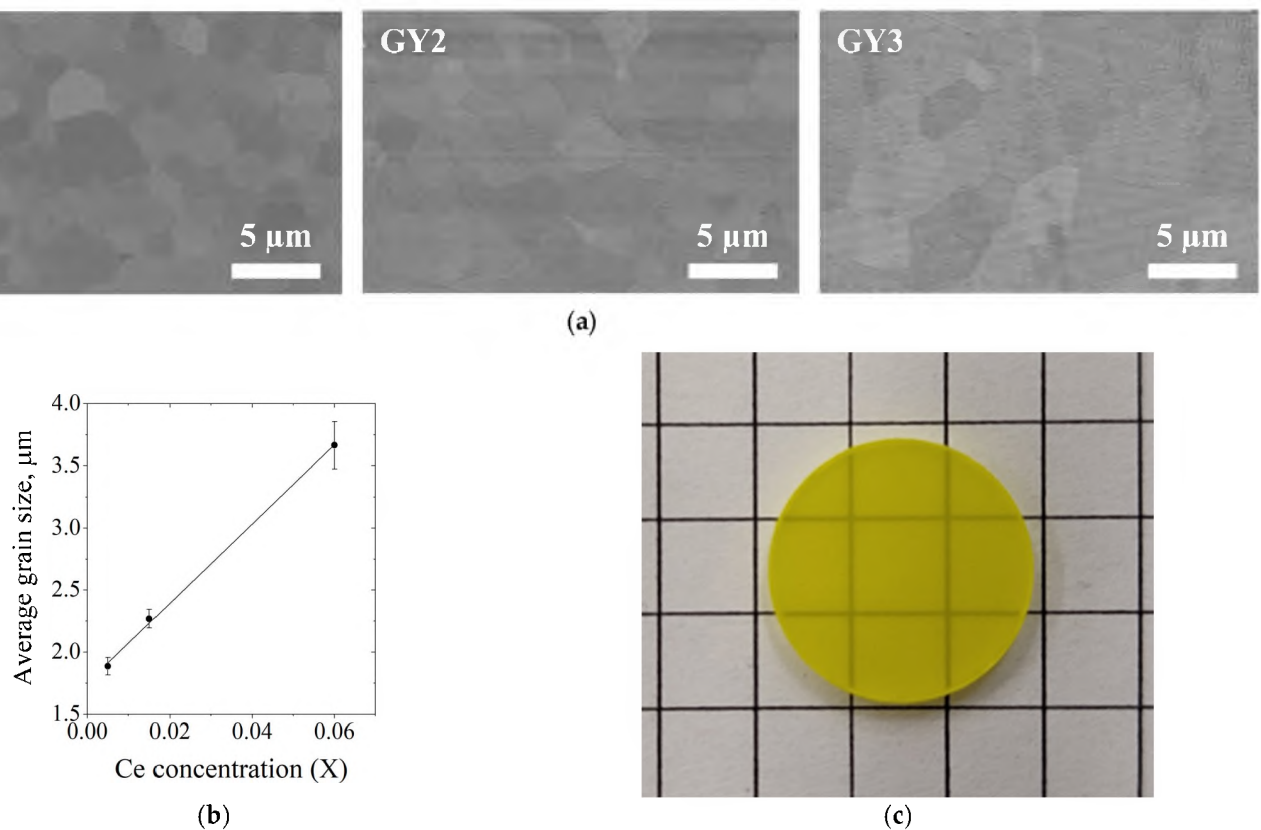 GY2
GY3
5 µm
5 µm
5 µm
(a)
4.0
3.5
3.0
2.5
2.0
1.5
0.00
0.02
0.04
0.06
Average grain size, µm
Ce concentration (X)
(b)
(c)